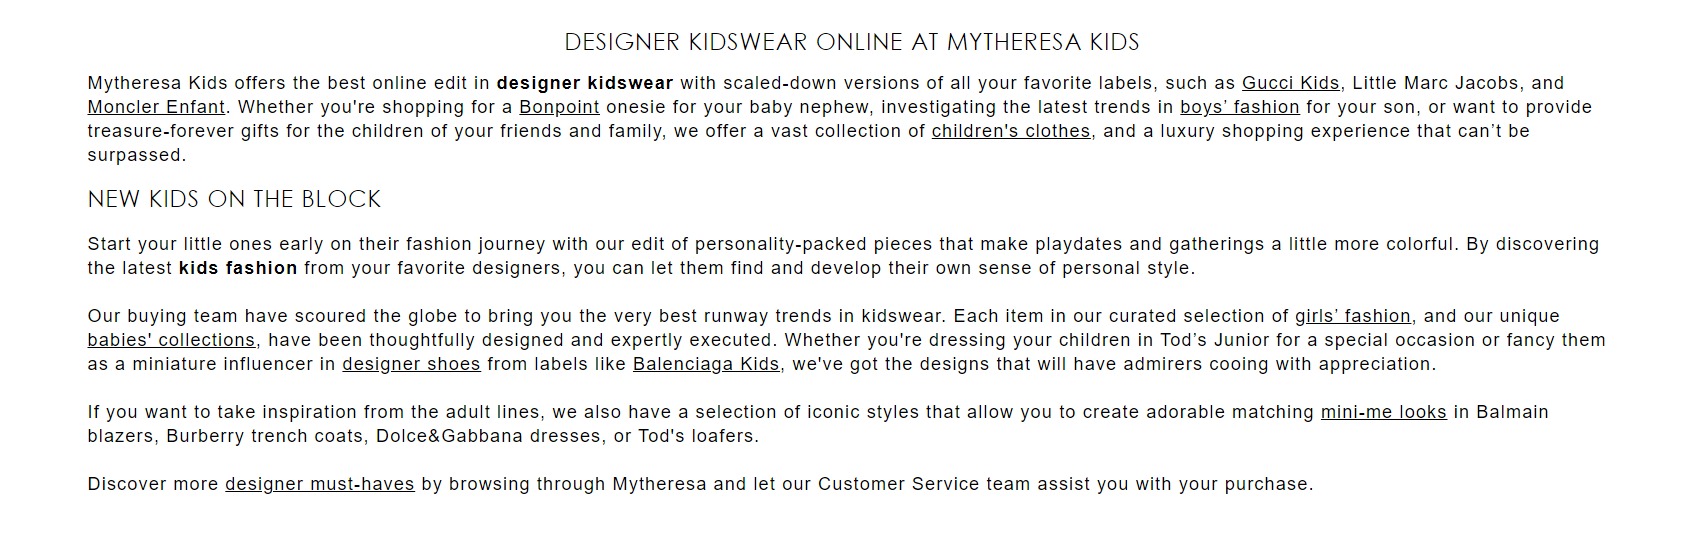 DESIGNER KIDSWEAR ONLINE AT MYTHERESA KIDS
Mytheresa Kids offers the best online edit in designer kidswear with scaled-down versions of all your favorite labels, such as Gucci Kids, Little Marc Jacobs, and
Moncler Enfant. Whether you're shopping for a Bonpoint onesie for your baby nephew, investigating the latest trends in boys’ fashion for your son, or want to provide
treasure-forever gifts for the children of your friends and family, we offer a vast collection of children's clothes, and a luxury shopping experience that can’t be
surpassed.
NEW KIDS ON THE BLOCK
Start your little ones early on their fashion journey with our edit of personality-packed pieces that make playdates and gatherings a little more colorful. By discovering
the latest kids fashion from your favorite designers, you can let them find and develop their own sense of personal style.
Our buying team have scoured the globe to bring you the very best runway trends in kidswear. Each item in our curated selection of girls’ fashion, and our unique
babies' collections, have been thoughtfully designed and expertly executed. Whether you're dressing your children in Tod’s Junior for a special occasion or fancy them
as a miniature influencer in designer shoes from labels like Balenciaga Kids, we've got the designs that will have admirers cooing with appreciation.
If you want to take inspiration from the adult lines, we also have a selection of iconic styles that allow you to create adorable matching mini-me looks in Balmain
blazers, Burberry trench coats, Dolce&Gabbana dresses, or Tod's loafers.
Discover more designer must-haves by browsing through Mytheresa and let our Customer Service team assist you with your purchase.